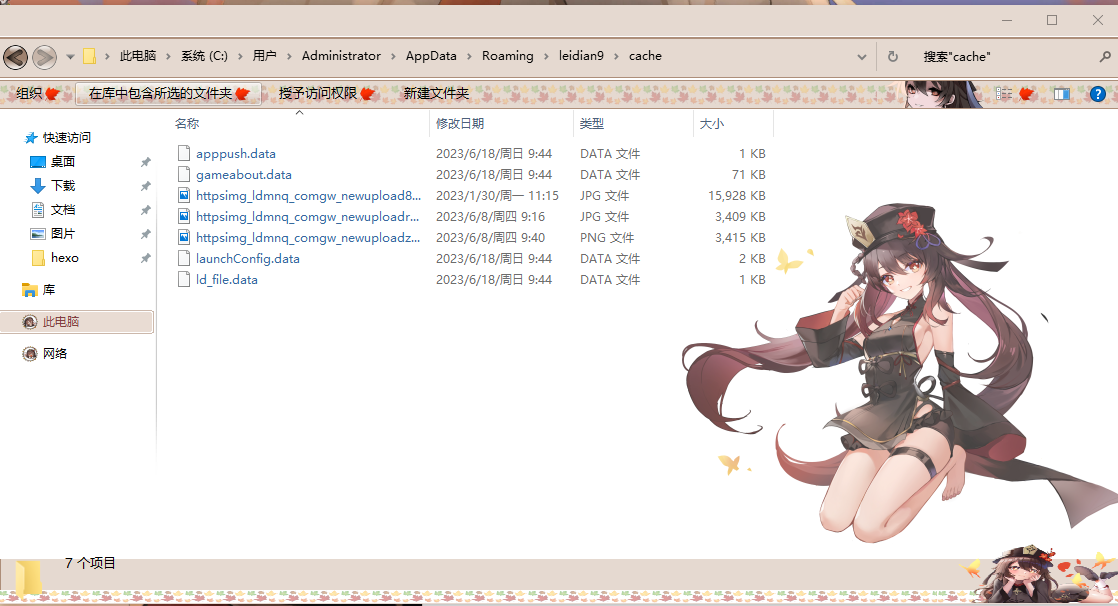 此电脑 › 系统 (C:) › 用户 › Administrator › AppData › Roaming › leidian9 › cache
搜索"cache"
组织 在库中包含所选的文件夹 授予访问权限 新建文件夹
快速访问
桌面
下载
文档
图片
hexo
库
此电脑
网络
名称 修改日期 类型 大小
apppush.data 2023/6/18/周日 9:44 DATA 文件 1 KB
gameabout.data 2023/6/18/周日 9:44 DATA 文件 71 KB
httpsimg_ldmnq_comgw_newupload8... 2023/1/30/周一 11:15 JPG 文件 15,928 KB
httpsimg_ldmnq_comgw_newuploadr... 2023/6/8/周四 9:16 JPG 文件 3,409 KB
httpsimg_ldmnq_comgw_newuploadz... 2023/6/8/周四 9:40 PNG 文件 3,415 KB
launchConfig.data 2023/6/18/周日 9:44 DATA 文件 2 KB
ld_file.data 2023/6/18/周日 9:44 DATA 文件 1 KB
7 个项目